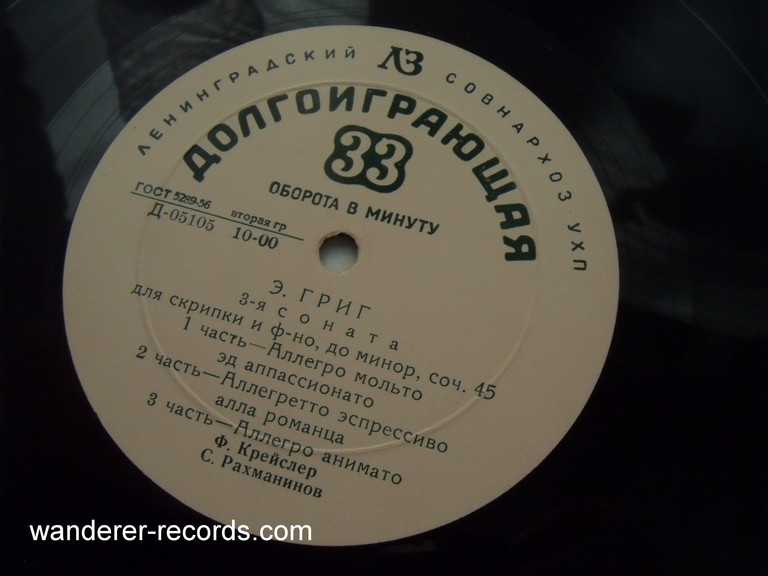 ЛЕНИНГРАДСКИЙ ЛЗ СОВНАРХОЗ УХП
ДОЛГОИГРАЮЩАЯ
33
ОБОРОТА В МИНУТУ
ГОСТ 5289-56 вторая гр
Д-05105 10-00
Э. ГРИГ
3-я соната
для скрипки и ф-но, до минор, соч. 45
1 часть—Аллегро мольто
эд аппассионато
2 часть—Аллегретто эспрессиво
алла романца
3 часть—Аллегро анимато
Ф. Крейслер
С. Рахманинов
wanderer-records.com